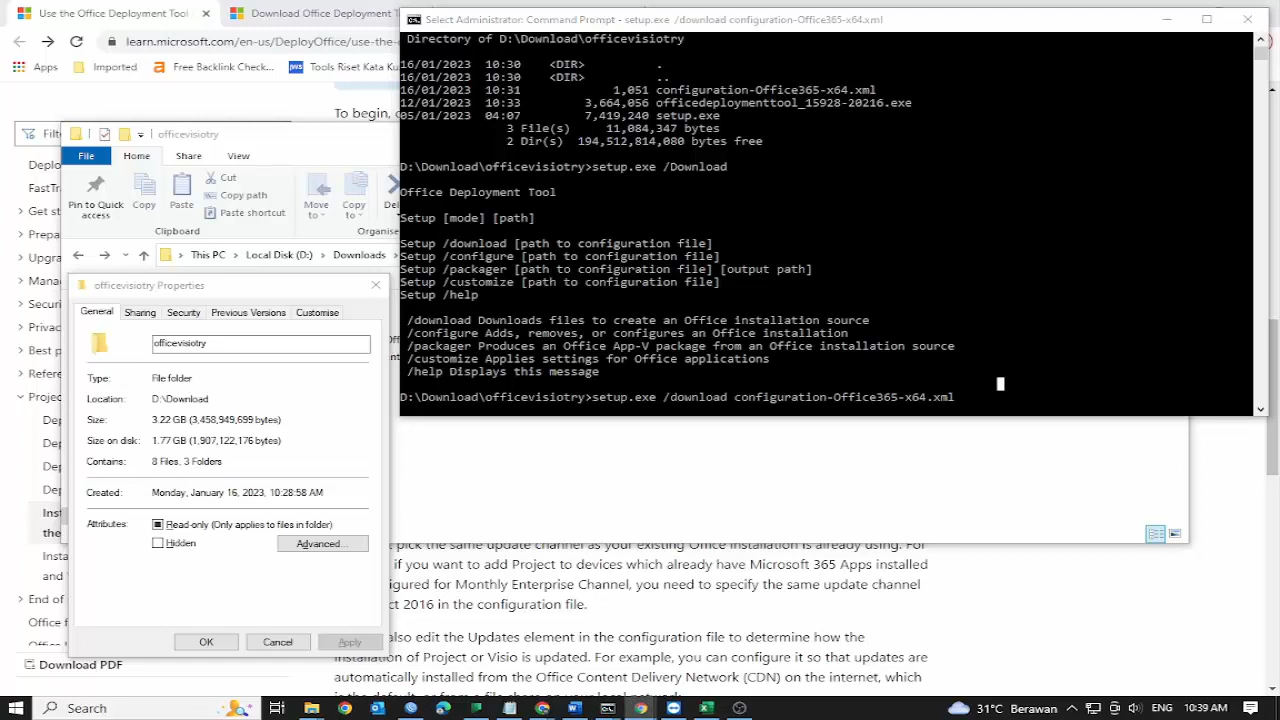 Use the Office Deployment Tool
Download Office Deployment T
Select Administrator: Command Prompt - setup.exe /download configuration-Office365-x64.xml
learn.microsoft.com/en-us/DeployOffice/use-the-
Apps
Imported
Free Backlink Check...
Tools Riset Kata Ku
Directory of D:\Download\officevisiotry
16/01/2023 10:30 <DIR> .
16/01/2023 10:30 <DIR> ..
16/01/2023 10:31 1,051 configuration-Office365-x64.xml
12/01/2023 10:33 3,664,056 officedeploymenttool_15928-20216.exe
05/01/2023 04:07 7,419,240 setup.exe
3 File(s) 11,084,347 bytes
2 Dir(s) 194,512,814,080 bytes free
D:\Download\officevisiotry>setup.exe /Download
Office Deployment Tool
Setup [mode] [path]
Setup /download [path to configuration file]
Setup /configure [path to configuration file]
Setup /packager [path to configuration file] [output path]
Setup /customize [path to configuration file]
Setup /help
/download Downloads files to create an Office installation source
/configure Adds, removes, or configures an Office installation
/packager Produces an Office App-V package from an Office installation source
/customize Applies settings for Office applications
/help Displays this message
D:\Download\officevisiotry>setup.exe /download configuration-Office365-x64.xml
To begin,
Filt
officevisiotry
File
Home
Share
View
Pin to Quick access
Copy
Paste
Cut
Copy path
Paste shortcut
Move to
Copy to
Clipboard
Organise
This PC
Local Disk (D:)
Downloads
Deploy
FastTr
Get st
Prepa
Upgra
Mana
Securi
Privac
Best p
Refere
Projec
Dep
Dep
Dep
Dep
Inst
the
Insta
and
End of
Office f
Download PDF
officevisiotry Properties
General
Sharing
Security
Previous Versions
Customise
officevisiotry
Type: File folder
Location: D:\Download
Size: 3.22 GB (3,458,949,699 bytes)
Size on disk: 1.77 GB (1,907,122,176 bytes)
Contains: 8 Files, 3 Folders
Created: Monday, January 16, 2023, 10:28:58 AM
Attributes: Read-only (Only applies to files in folder)
Hidden
Advanced...
OK
Cancel
Apply
pick the same update channel as your existing Office installation is already using. For
if you want to add Project to devices which already have Microsoft 365 Apps installed
igured for Monthly Enterprise Channel, you need to specify the same update channel
ct 2016 in the configuration file.
also edit the Updates element in the configuration file to determine how the
installation of Project or Visio is updated. For example, you can configure it so that updates are
automatically installed from the Office Content Delivery Network (CDN) on the internet, which
Search
31°C Berawan
ENG
10:39 AM